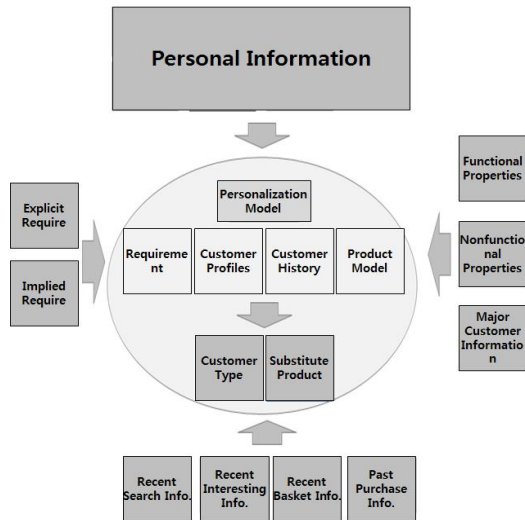 Personal Information
Personalization
Model
Explicit
Require
Implied
Require
Requireme
nt
Customer
Profiles
Customer
History
Product
Model
Customer
Type
Substitute
Product
Functional
Properties
Nonfunctio
nal
Properties
Major
Customer
Informatio
n
Recent
Search Info.
Recent
Interesting
Info.
Recent
Basket Info.
Past
Purchase
Info.